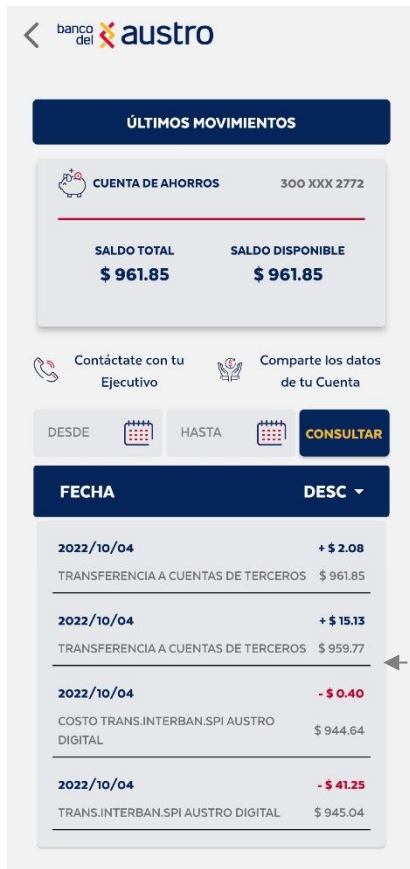 banco del austro
ÚLTIMOS MOVIMIENTOS
CUENTA DE AHORROS 300 XXX 2772
SALDO TOTAL SALDO DISPONIBLE
$ 961.85 $ 961.85
Contáctate con tu Comparte los datos
Ejecutivo de tu Cuenta
DESDE HASTA CONSULTAR
FECHA DESC
2022/10/04 + $ 2.08
TRANSFERENCIA A CUENTAS DE TERCEROS $ 961.85
2022/10/04 + $ 15.13
TRANSFERENCIA A CUENTAS DE TERCEROS $ 959.77
2022/10/04 - $ 0.40
COSTO TRANS.INTERBAN.SPI AUSTRO
DIGITAL $ 944.64
2022/10/04 - $ 41.25
TRANS.INTERBAN.SPI AUSTRO DIGITAL $ 945.04